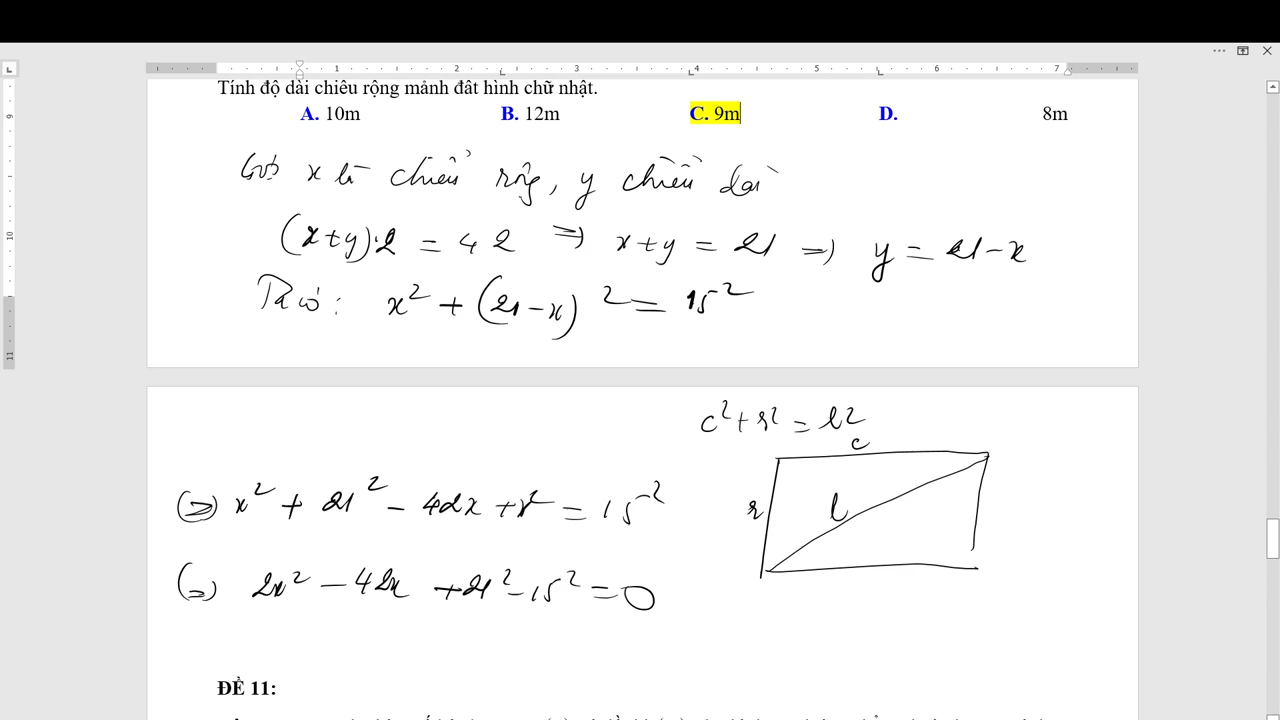 Tính độ dài chiều rộng mảnh đất hình chữ nhật.
A. 10m B. 12m C. 9m D. 8m
Gọi x là chiều rộng, y chiều dài
(x+y).2 = 42 => x+y = 21 => y = 21-x
Ta có: x² + (21-x)² = 15²
c² + r² = l²
c
(=) x² + 21² - 42x + x² = 15²
r
l
(=) 2x² - 42x + 21² - 15² = 0
ĐỀ 11: